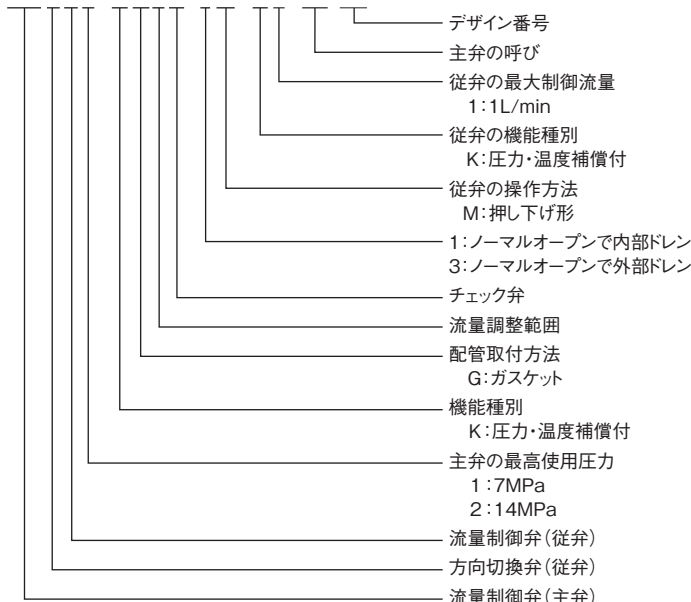 デザイン番号
主弁の呼び
従弁の最大制御流量
1：1L/min
従弁の機能種別
K：圧力・温度補償付
従弁の操作方法
M：押し下げ形
1：ノーマルオープンで内部ドレン
3：ノーマルオープンで外部ドレン
チェック弁
流量調整範囲
配管取付方法
G：ガスケット
機能種別
K：圧力・温度補償付
主弁の最高使用圧力
1：7MPa
2：14MPa
流量制御弁（従弁）
方向切換弁（従弁）
流量制御弁（主弁）